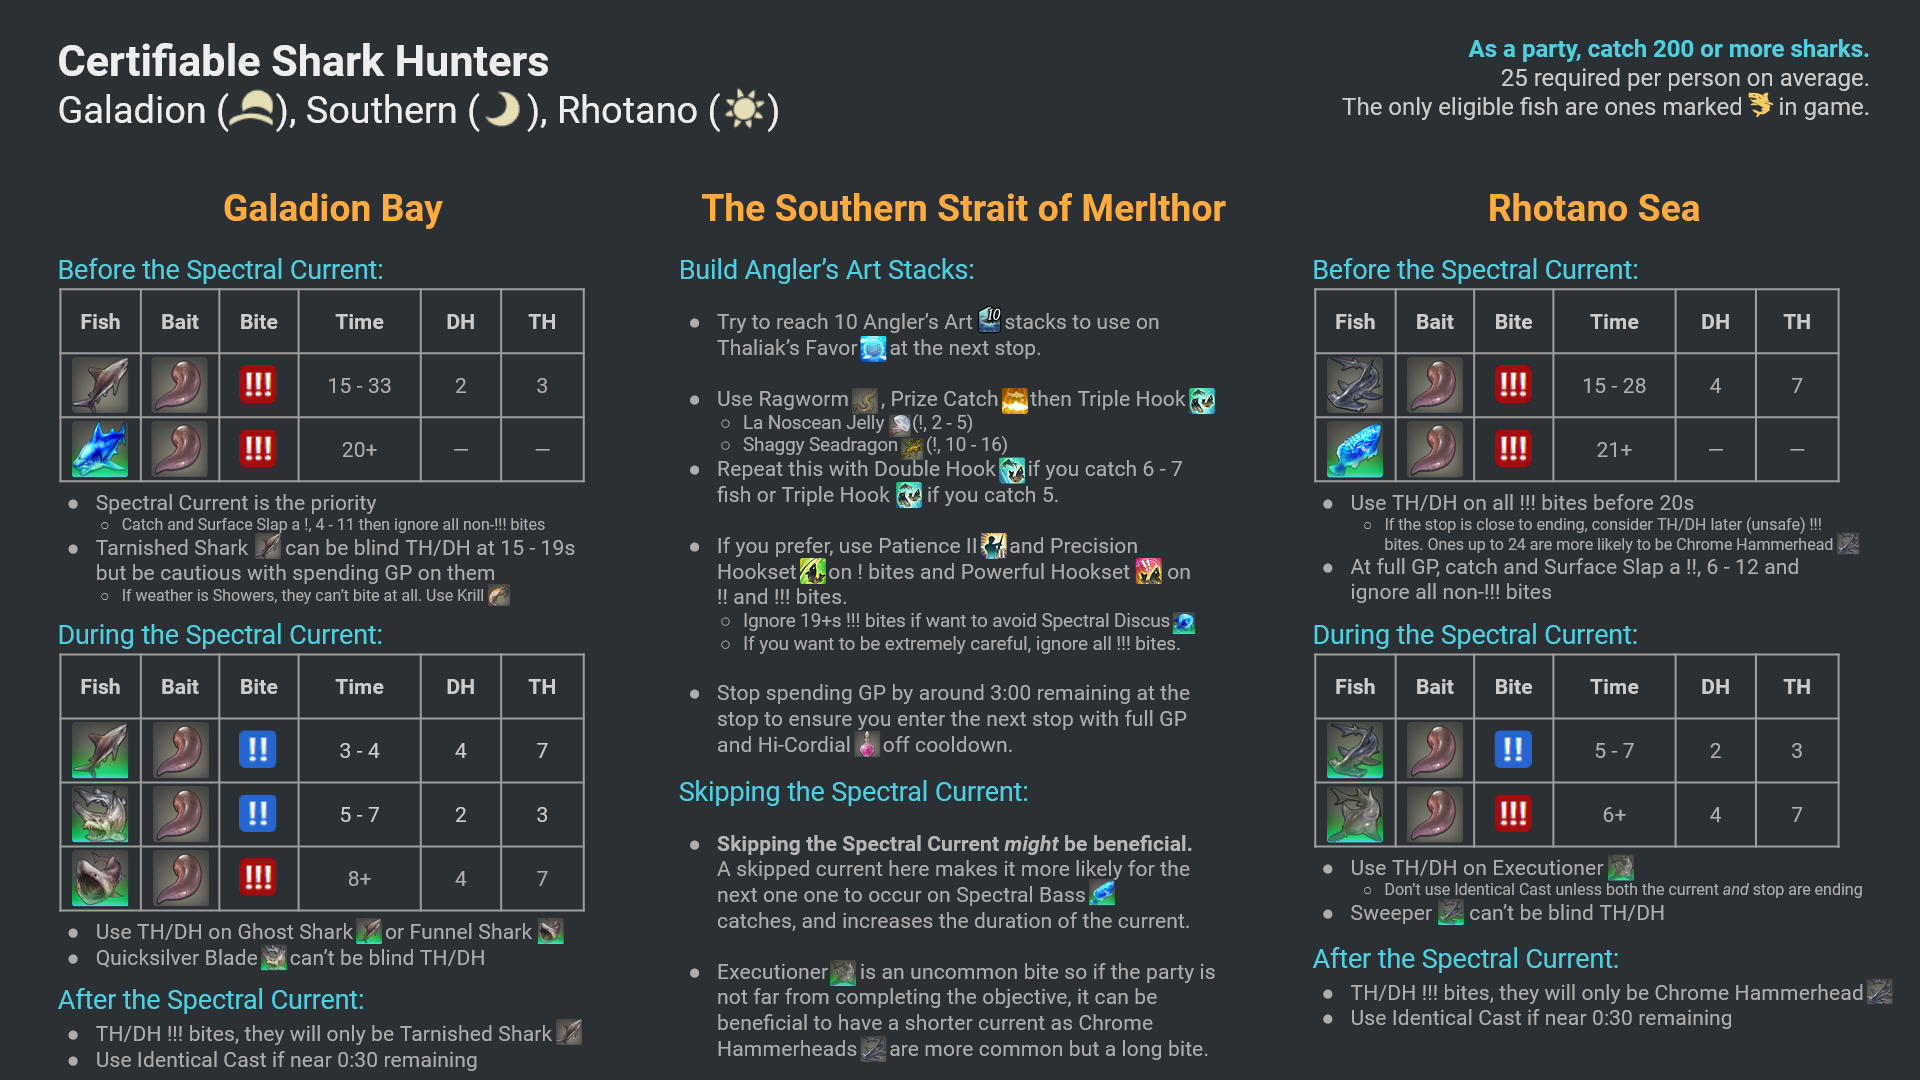 Certifiable Shark Hunters
Galadion ( ), Southern ( ), Rhotano ( )
As a party, catch 200 or more sharks.
25 required per person on average.
The only eligible fish are ones marked in game.
Galadion Bay
Before the Spectral Current:
Fish Bait Bite Time DH TH
!!! 15 - 33 2 3
!!! 20+ — —
● Spectral Current is the priority
○ Catch and Surface Slap a !, 4 - 11 then ignore all non-!!! bites
● Tarnished Shark can be blind TH/DH at 15 - 19s
but be cautious with spending GP on them
○ If weather is Showers, they can't bite at all. Use Krill
During the Spectral Current:
Fish Bait Bite Time DH TH
!! 3 - 4 4 7
!! 5 - 7 2 3
!!! 8+ 4 7
● Use TH/DH on Ghost Shark or Funnel Shark
● Quicksilver Blade can't be blind TH/DH
After the Spectral Current:
● TH/DH !!! bites, they will only be Tarnished Shark
● Use Identical Cast if near 0:30 remaining
The Southern Strait of Merlthor
Build Angler's Art Stacks:
● Try to reach 10 Angler's Art 10 stacks to use on
Thaliak's Favor at the next stop.
● Use Ragworm , Prize Catch then Triple Hook
○ La Noscean Jelly (!, 2 - 5)
○ Shaggy Seadragon (!, 10 - 16)
● Repeat this with Double Hook if you catch 6 - 7
fish or Triple Hook if you catch 5.
● If you prefer, use Patience II and Precision
Hookset on ! bites and Powerful Hookset on
!! and !!! bites.
○ Ignore 19+s !!! bites if want to avoid Spectral Discus
○ If you want to be extremely careful, ignore all !!! bites.
● Stop spending GP by around 3:00 remaining at the
stop to ensure you enter the next stop with full GP
and Hi-Cordial off cooldown.
Skipping the Spectral Current:
● Skipping the Spectral Current might be beneficial.
A skipped current here makes it more likely for the
next one one to occur on Spectral Bass
catches, and increases the duration of the current.
● Executioner is an uncommon bite so if the party is
not far from completing the objective, it can be
beneficial to have a shorter current as Chrome
Hammerheads are more common but a long bite.
Rhotano Sea
Before the Spectral Current:
Fish Bait Bite Time DH TH
!!! 15 - 28 4 7
!!! 21+ — —
● Use TH/DH on all !!! bites before 20s
○ If the stop is close to ending, consider TH/DH later (unsafe) !!!
bites. Ones up to 24 are more likely to be Chrome Hammerhead
● At full GP, catch and Surface Slap a !!, 6 - 12 and
ignore all non-!!! bites
During the Spectral Current:
Fish Bait Bite Time DH TH
!! 5 - 7 2 3
!!! 6+ 4 7
● Use TH/DH on Executioner
○ Don't use Identical Cast unless both the current and stop are ending
● Sweeper can't be blind TH/DH
After the Spectral Current:
● TH/DH !!! bites, they will only be Chrome Hammerhead
● Use Identical Cast if near 0:30 remaining